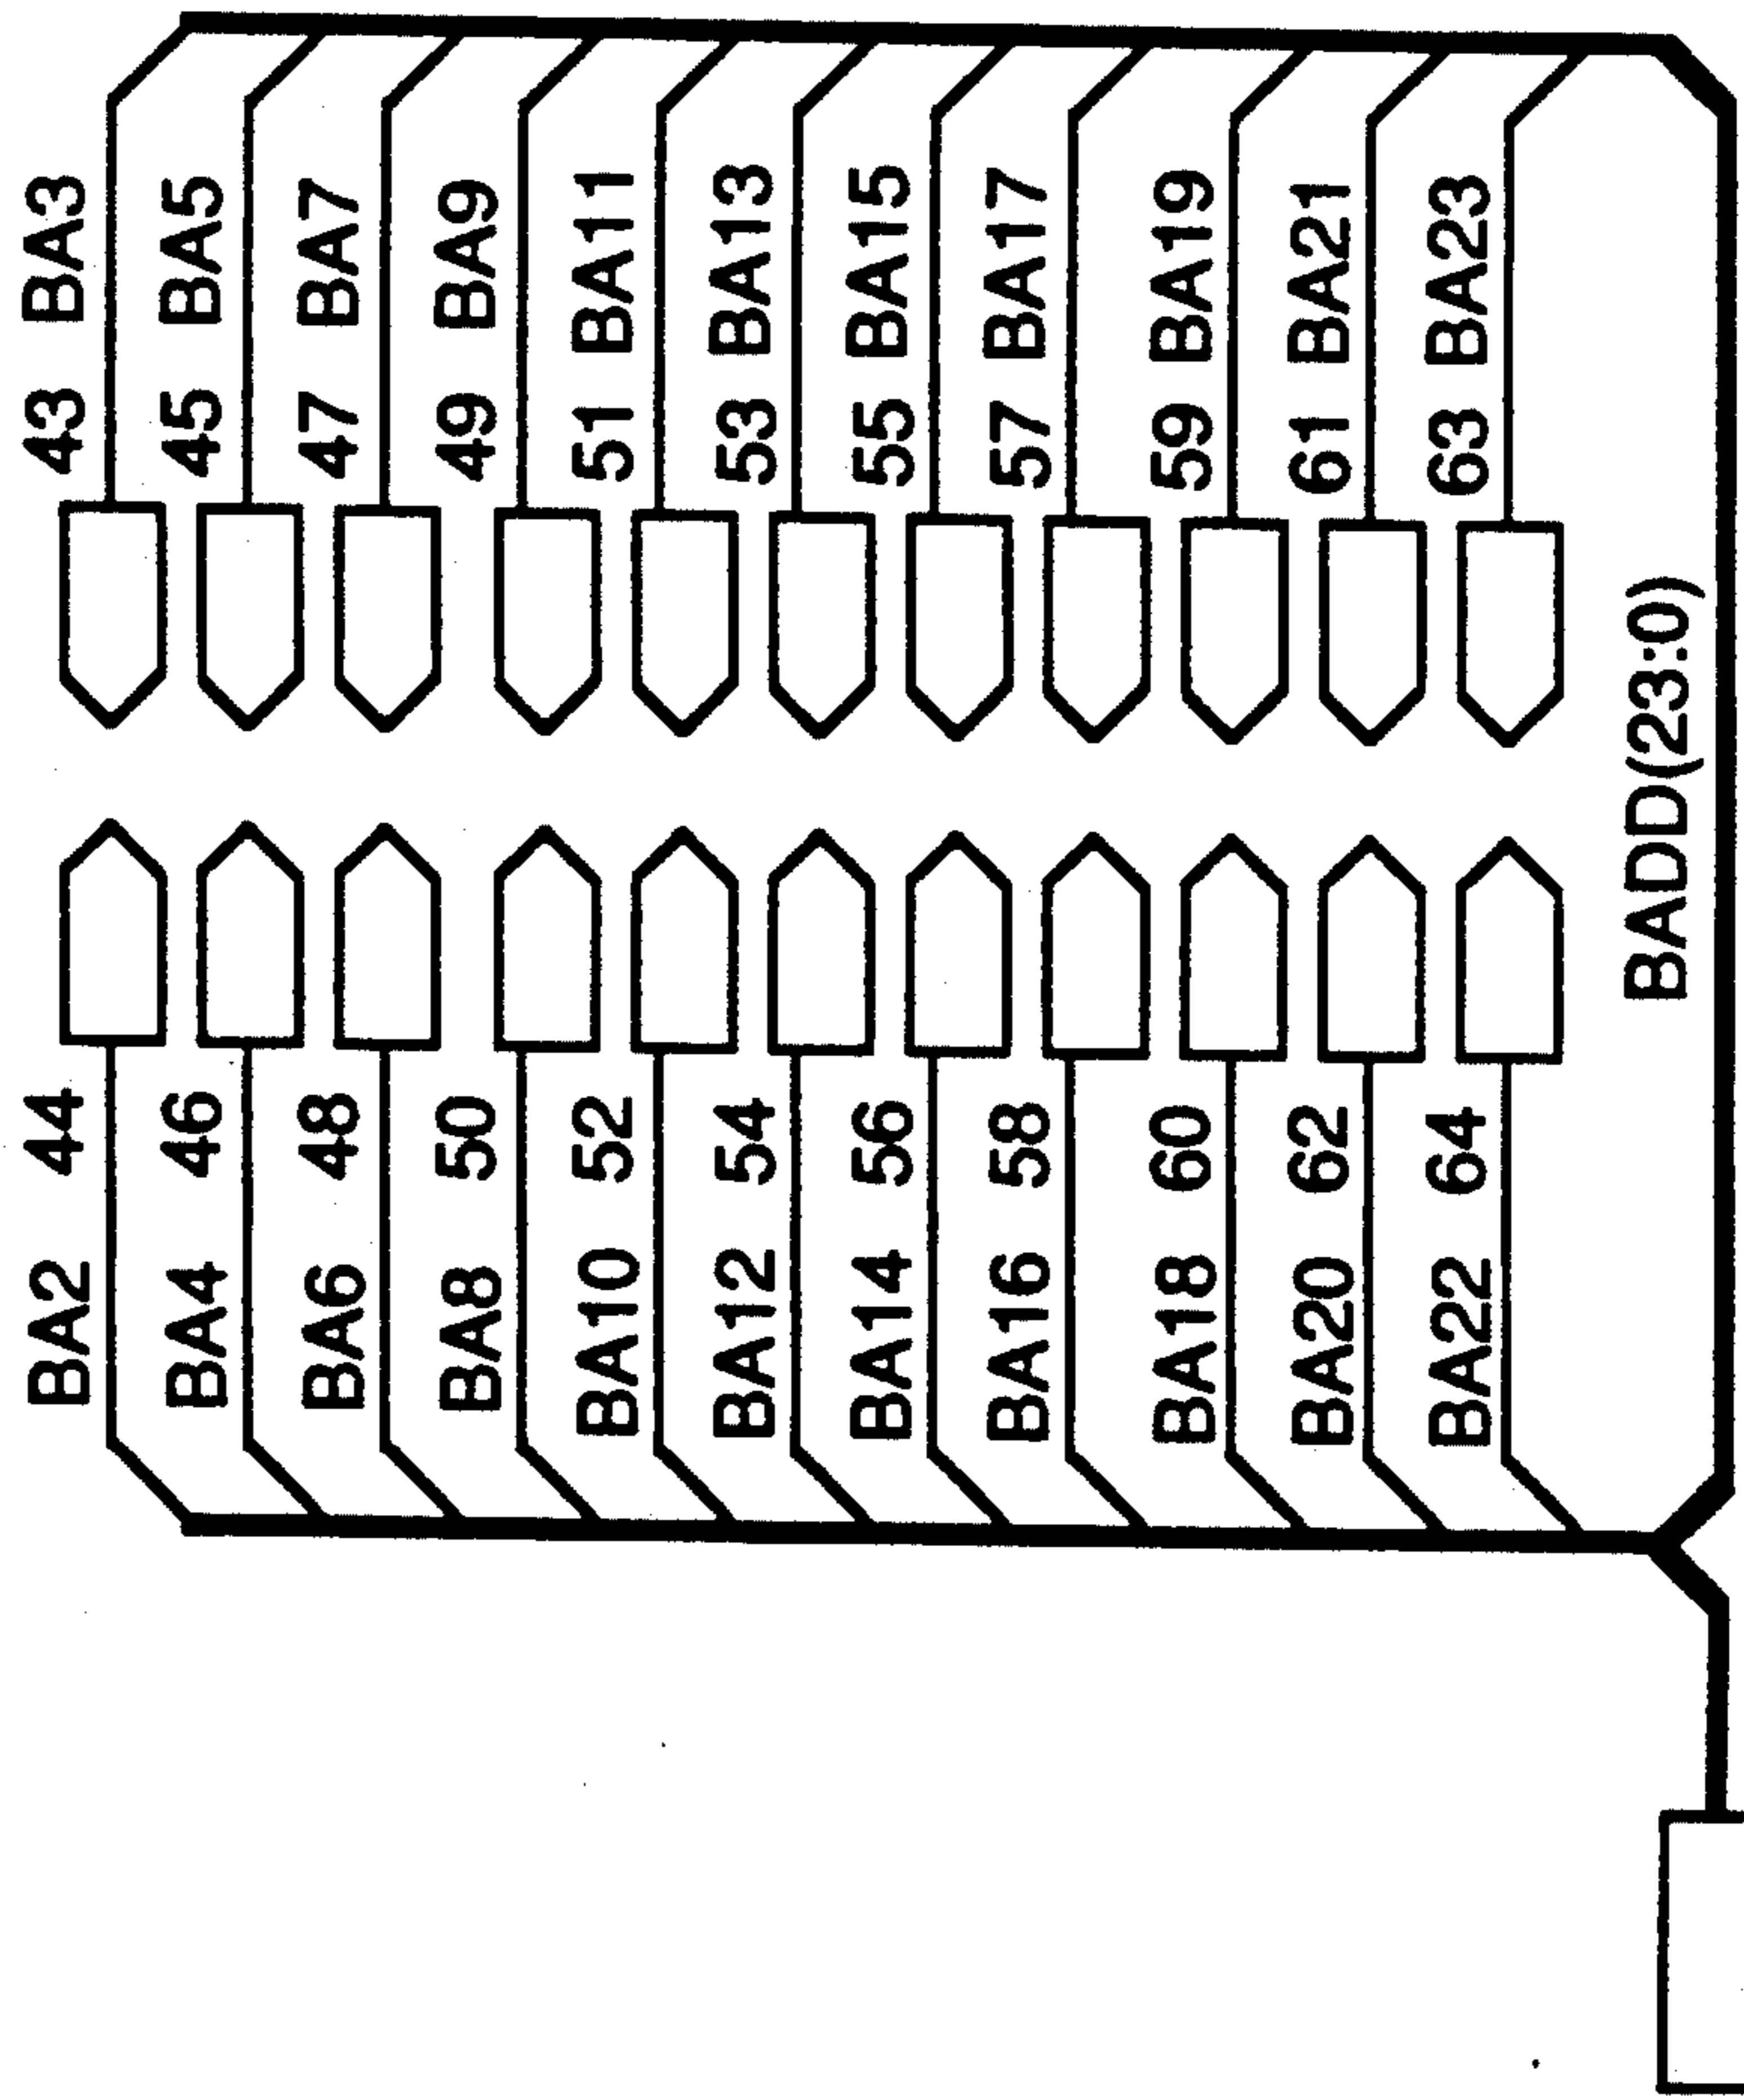 BA2 44 43 BA3
BA4 46 45 BA5
BA6 48 47 BA7
BA8 50 49 BA9
BA10 52 51 BA11
BA12 54 53 BA13
BA14 56 55 BA15
BA16 58 57 BA17
BA18 60 59 BA19
BA20 62 61 BA21
BA22 64 63 BA23
BADD(23:0)